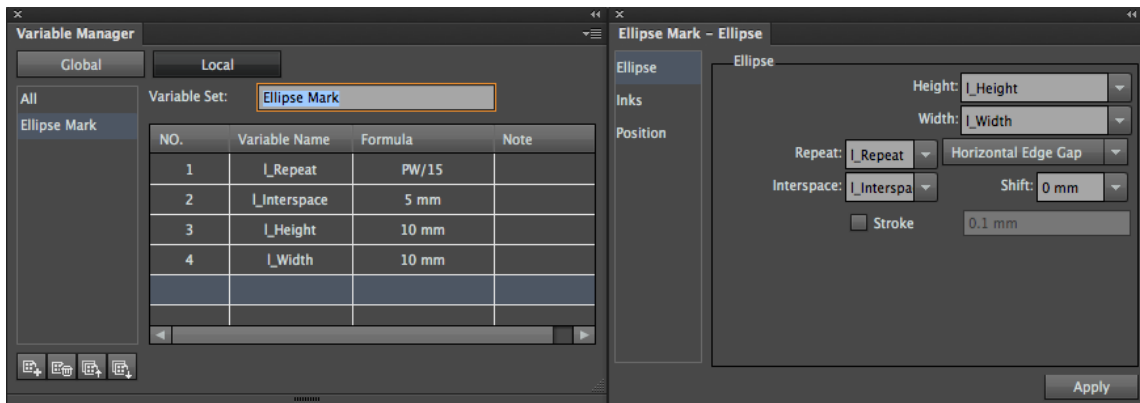 Variable Manager
Global Local
All
Ellipse Mark
Variable Set: Ellipse Mark
NO. Variable Name Formula Note
1 l_Repeat PW/15
2 l_Interspace 5 mm
3 l_Height 10 mm
4 l_Width 10 mm
Ellipse Mark – Ellipse
Ellipse
Inks
Position
Ellipse
Height: l_Height
Width: l_Width
Repeat: l_Repeat Horizontal Edge Gap
Interspace: l_Interspa Shift: 0 mm
Stroke 0.1 mm
Apply